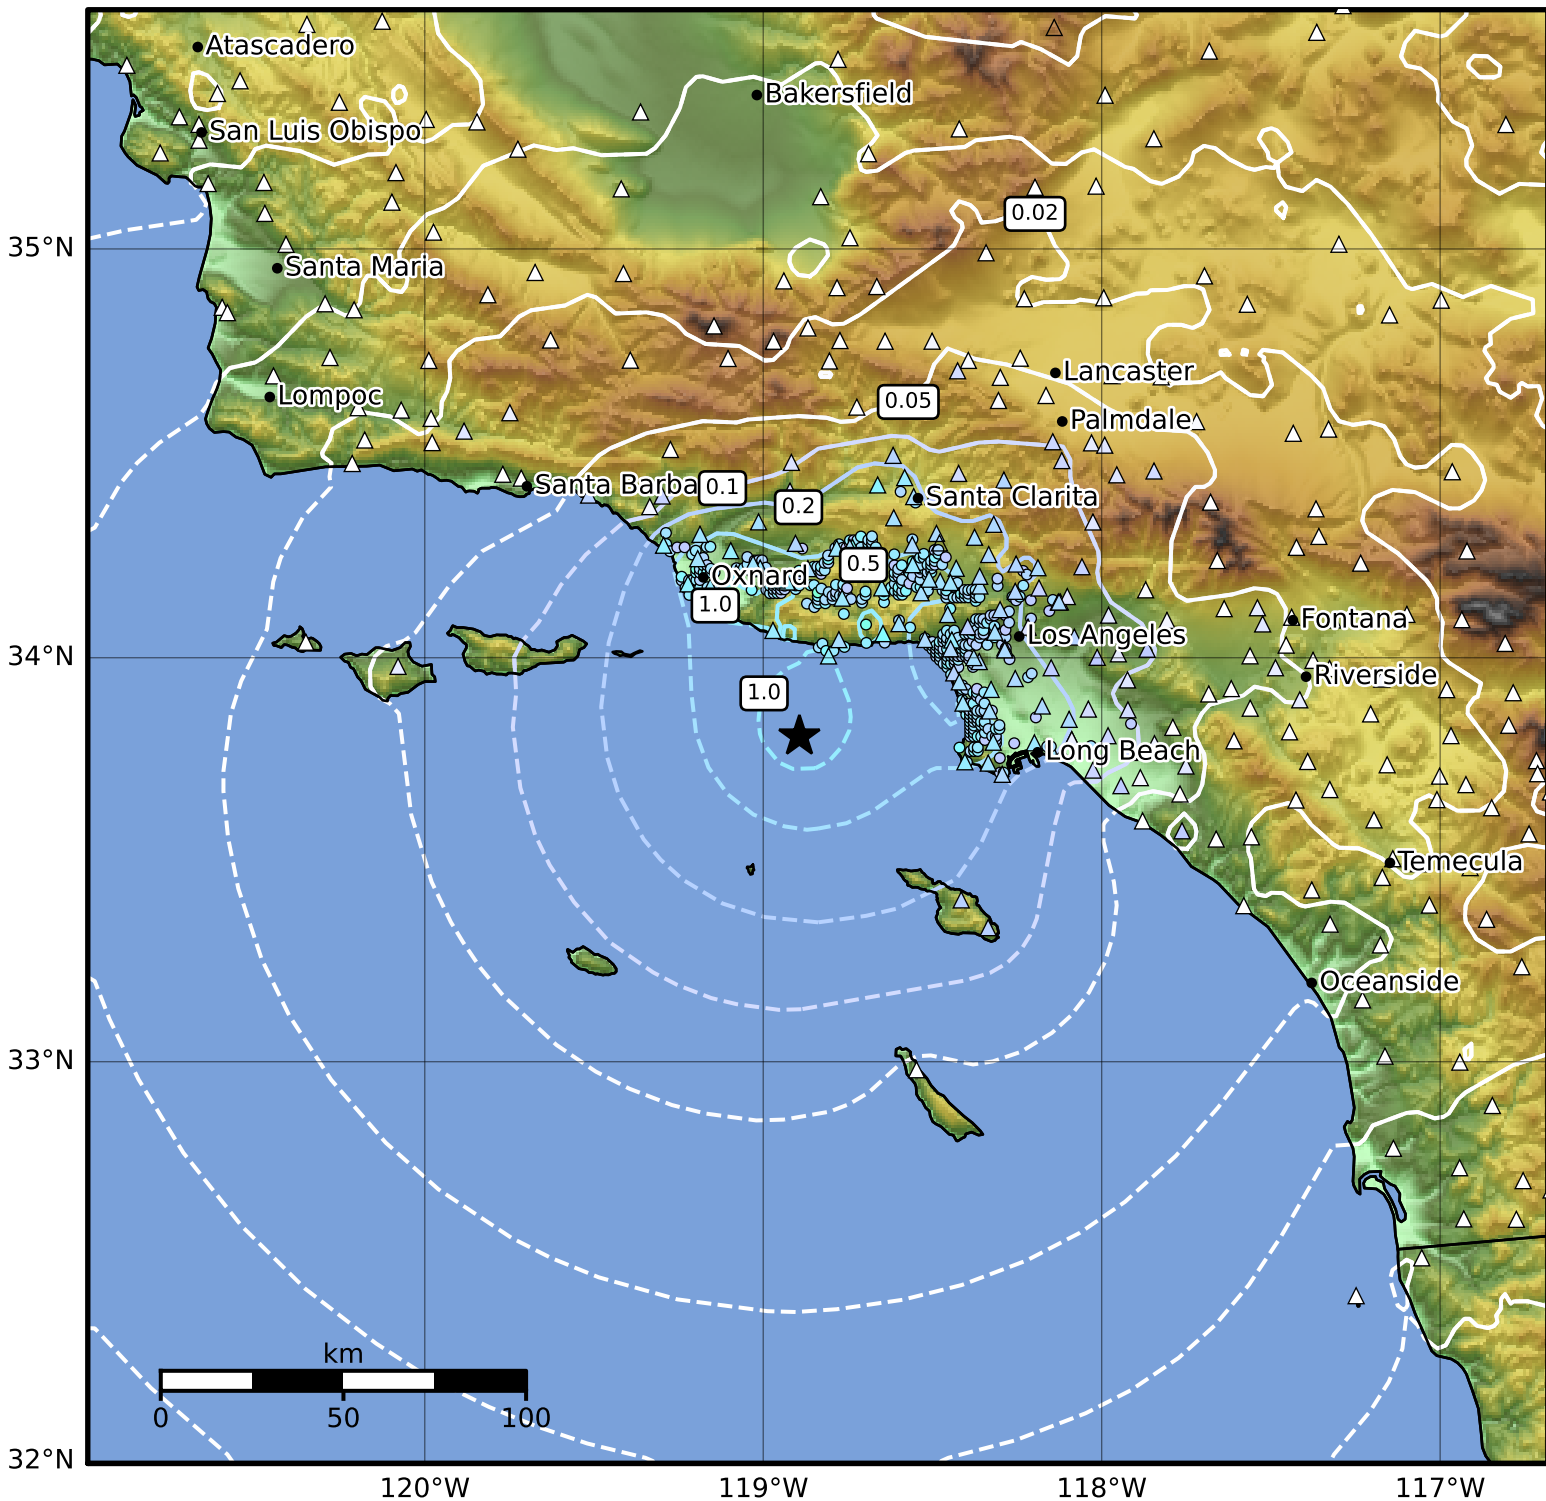 Atascadero
Bakersfield
San Luis Obispo
0.02
35°N
Santa Maria
Lancaster
Lompoc
0.05
Palmdale
Santa Barba
0.1
0.2
Santa Clarita
0.5
Oxnard
1.0
Fontana
Los Angeles
34°N
Riverside
1.0
Long Beach
Temecula
Oceanside
33°N
km
0 50 100
32°N
120°W 119°W 118°W 117°W